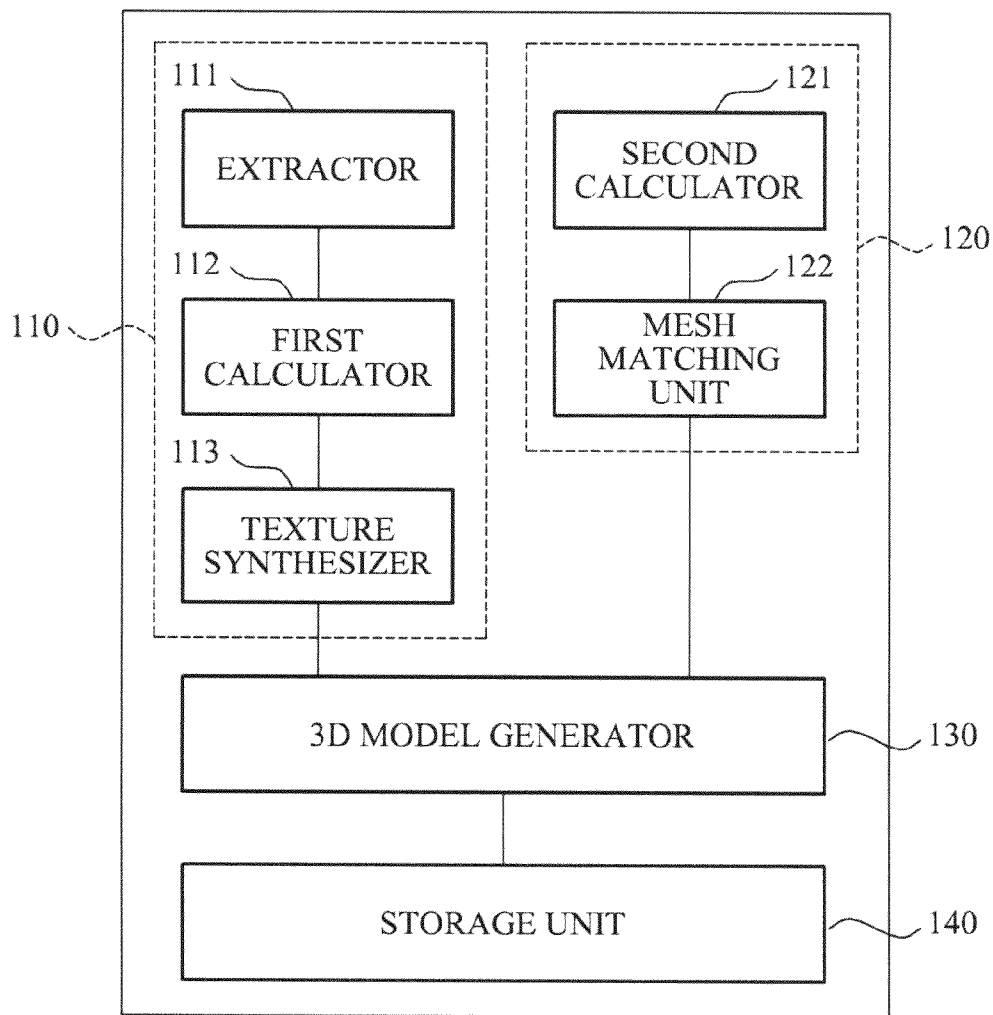 111
EXTRACTOR
112
FIRST
CALCULATOR
110
113
TEXTURE
SYNTHESIZER
121
SECOND
CALCULATOR
120
122
MESH
MATCHING
UNIT
3D MODEL GENERATOR
130
STORAGE UNIT
140